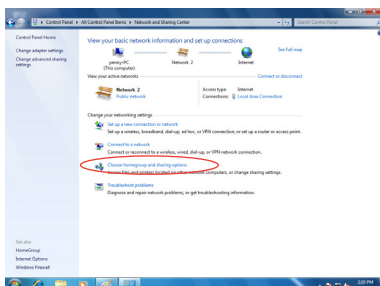 Control Panel ▸ All Control Panel Items ▸ Network and Sharing Center
Search Control Panel
Control Panel Home
Change adapter settings
Change advanced sharing
settings
View your basic network information and set up connections
See full map
penny-PC
(This computer)
Network 2
Internet
View your active networks
Connect or disconnect
Network 2
Public network
Access type: Internet
Connections: Local Area Connection
Change your networking settings
Set up a new connection or network
Set up a wireless, broadband, dial-up, ad hoc, or VPN connection; or set up a router or access point.
Connect to a network
Connect or reconnect to a wireless, wired, dial-up, or VPN network connection.
Choose homegroup and sharing options
Access files and printers located on other network computers, or change sharing settings.
Troubleshoot problems
Diagnose and repair network problems, or get troubleshooting information.
See also
HomeGroup
Internet Options
Windows Firewall
2:10 PM